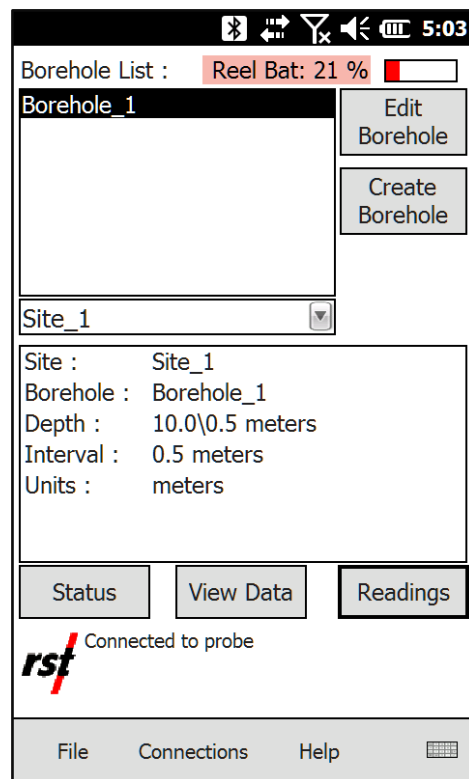 5:03
Borehole List : Reel Bat: 21 %
Borehole_1
Edit
Borehole
Create
Borehole
Site_1
Site : Site_1
Borehole : Borehole_1
Depth : 10.0\0.5 meters
Interval : 0.5 meters
Units : meters
Status View Data Readings
Connected to probe
rst
File Connections Help